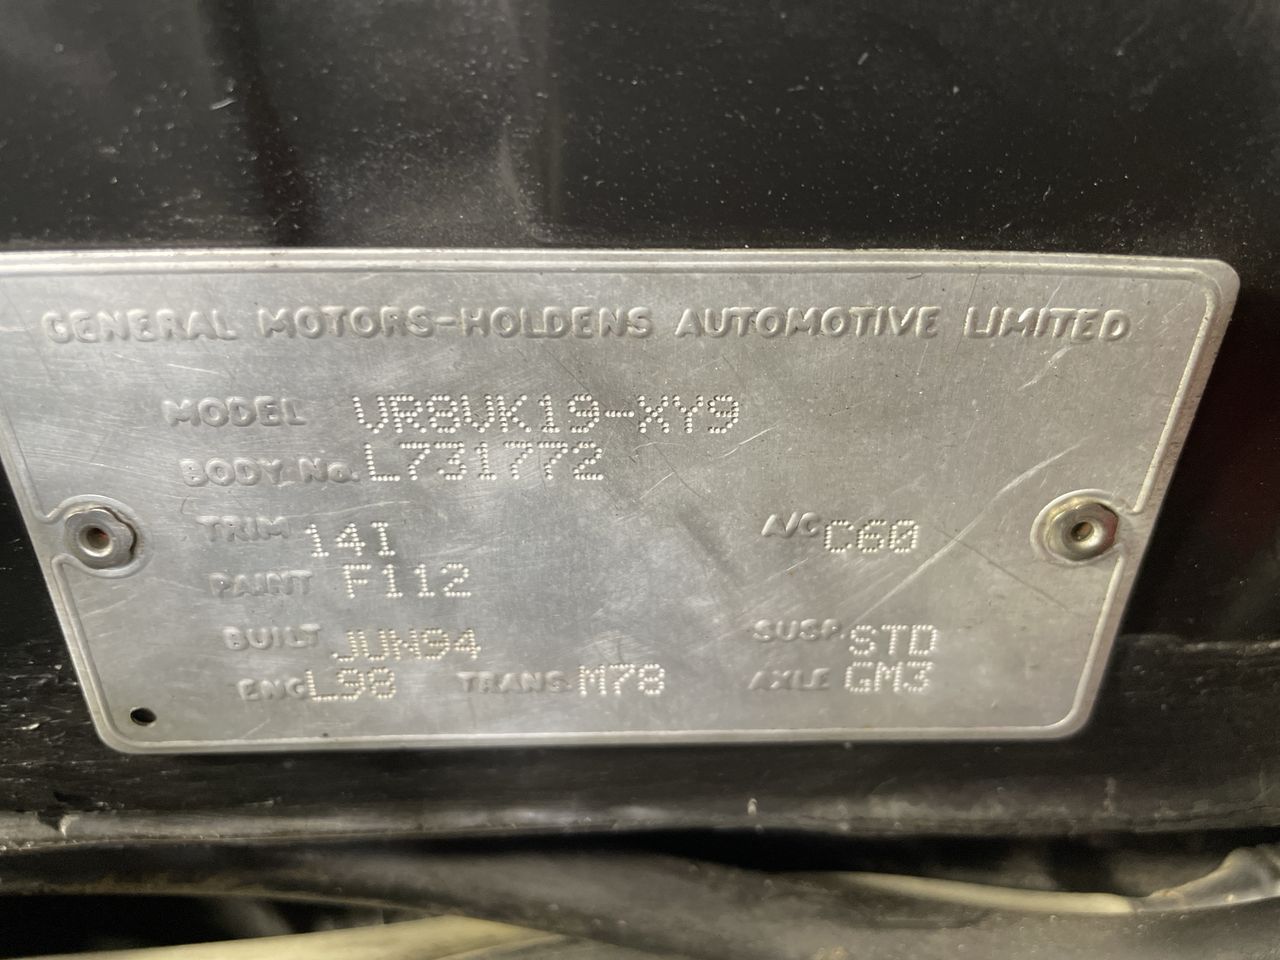 GENERAL MOTORS-HOLDENS AUTOMOTIVE LIMITED
MODEL VR8VK19-XY9
BODY. No. L731772
TRIM 14I A/C C60
PAINT F112
BUILT JUN94 SUSP. STD
ENG L98 TRANS. M78 AXLE GM3